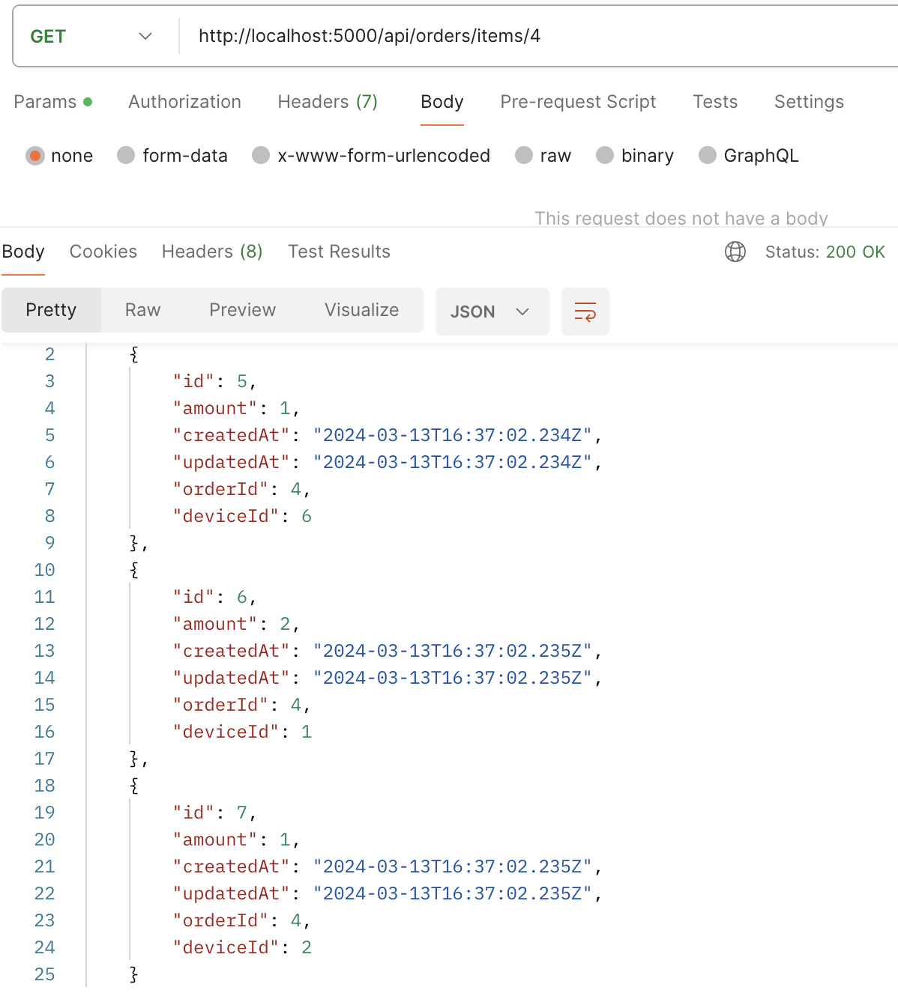 GET http://localhost:5000/api/orders/items/4
Params Authorization Headers (7) Body Pre-request Script Tests Settings
none form-data x-www-form-urlencoded raw binary GraphQL
This request does not have a body
Body Cookies Headers (8) Test Results Status: 200 OK
Pretty Raw Preview Visualize JSON
2 {
3 "id": 5,
4 "amount": 1,
5 "createdAt": "2024-03-13T16:37:02.234Z",
6 "updatedAt": "2024-03-13T16:37:02.234Z",
7 "orderId": 4,
8 "deviceId": 6
9 },
10 {
11 "id": 6,
12 "amount": 2,
13 "createdAt": "2024-03-13T16:37:02.235Z",
14 "updatedAt": "2024-03-13T16:37:02.235Z",
15 "orderId": 4,
16 "deviceId": 1
17 },
18 {
19 "id": 7,
20 "amount": 1,
21 "createdAt": "2024-03-13T16:37:02.235Z",
22 "updatedAt": "2024-03-13T16:37:02.235Z",
23 "orderId": 4,
24 "deviceId": 2
25 }